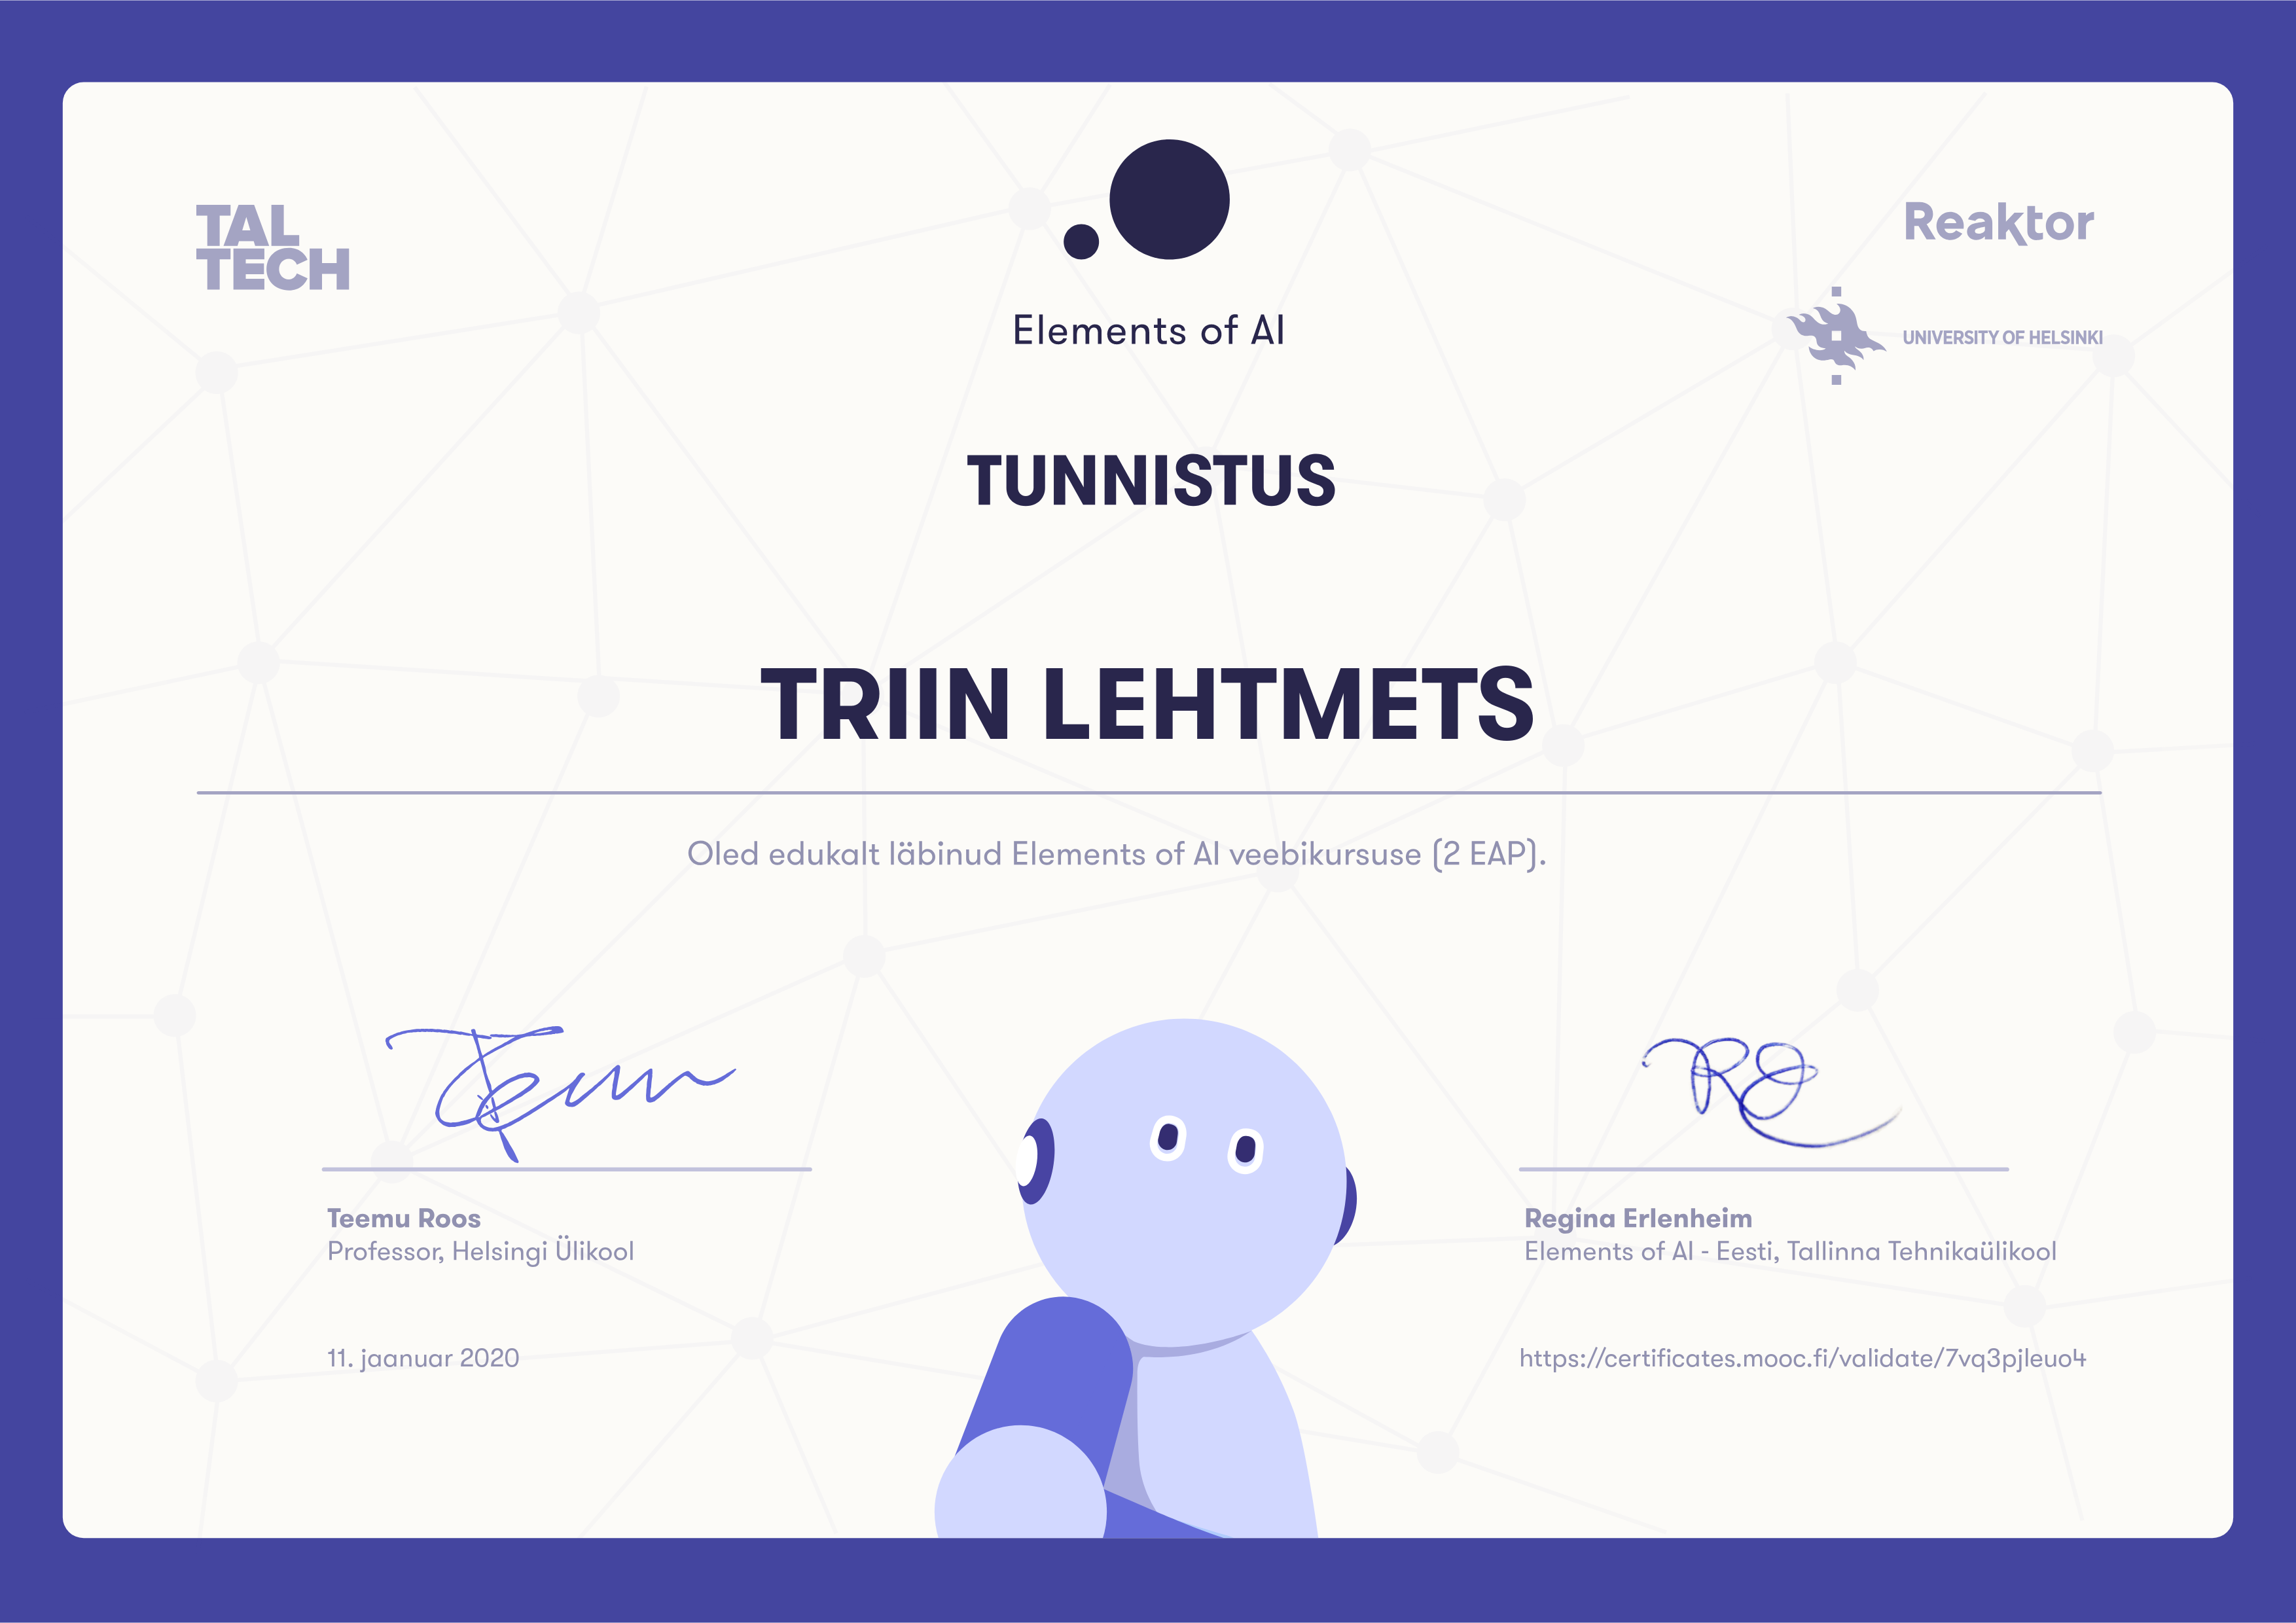 TAL
TECH
Reaktor
UNIVERSITY OF HELSINKI
Elements of AI
TUNNISTUS
TRIIN LEHTMETS
Oled edukalt läbinud Elements of AI veebikursuse (2 EAP).
Teemu Roos
Professor, Helsingi Ülikool
11. jaanuar 2020
Regina Erlenheim
Elements of AI - Eesti, Tallinna Tehnikaülikool
https://certificates.mooc.fi/validate/7vq3pjleuo4